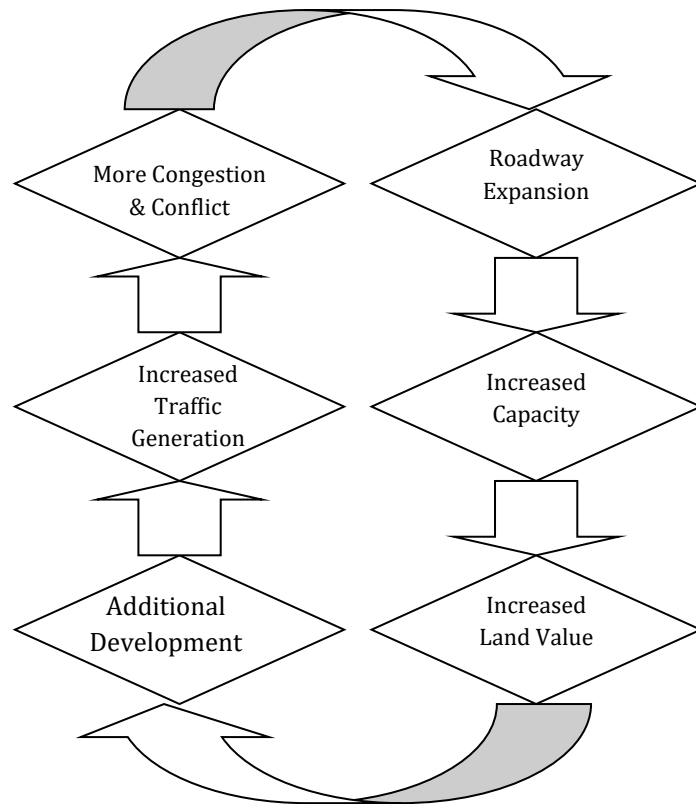 More Congestion
& Conflict
Roadway
Expansion
Increased
Traffic
Generation
Increased
Capacity
Additional
Development
Increased
Land Value